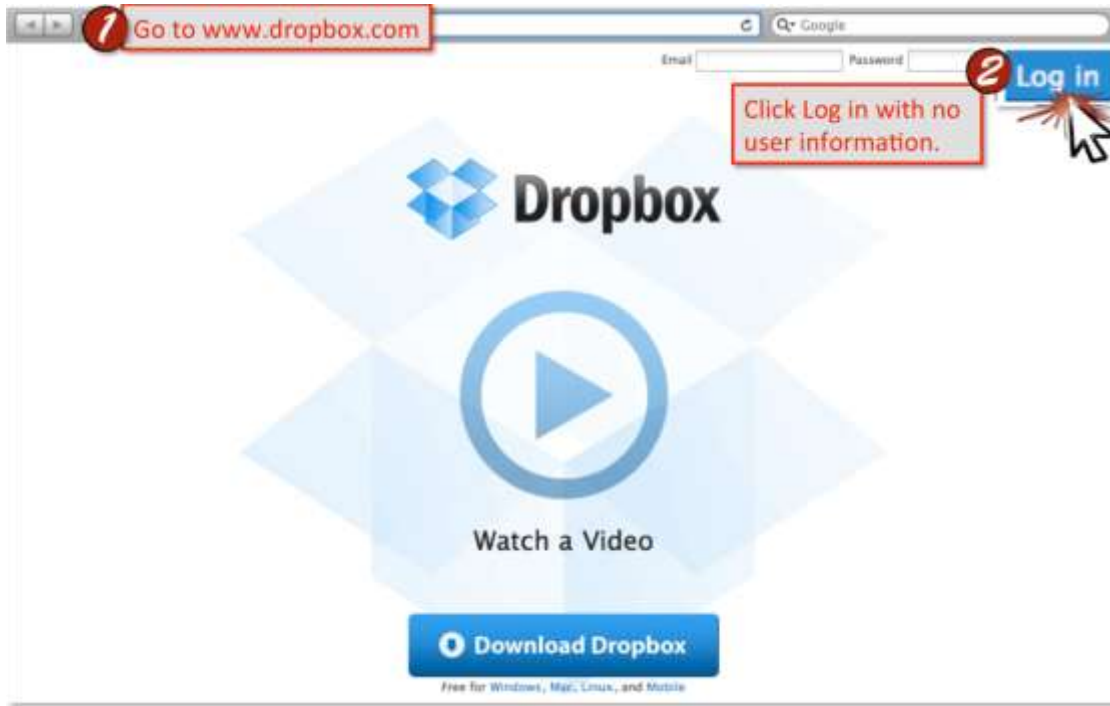 1 Go to www.dropbox.com
Google
Email Password
2 Log in
Click Log in with no
user information.
Dropbox
Watch a Video
Download Dropbox
Free for Windows, Mac, Linux, and Mobile